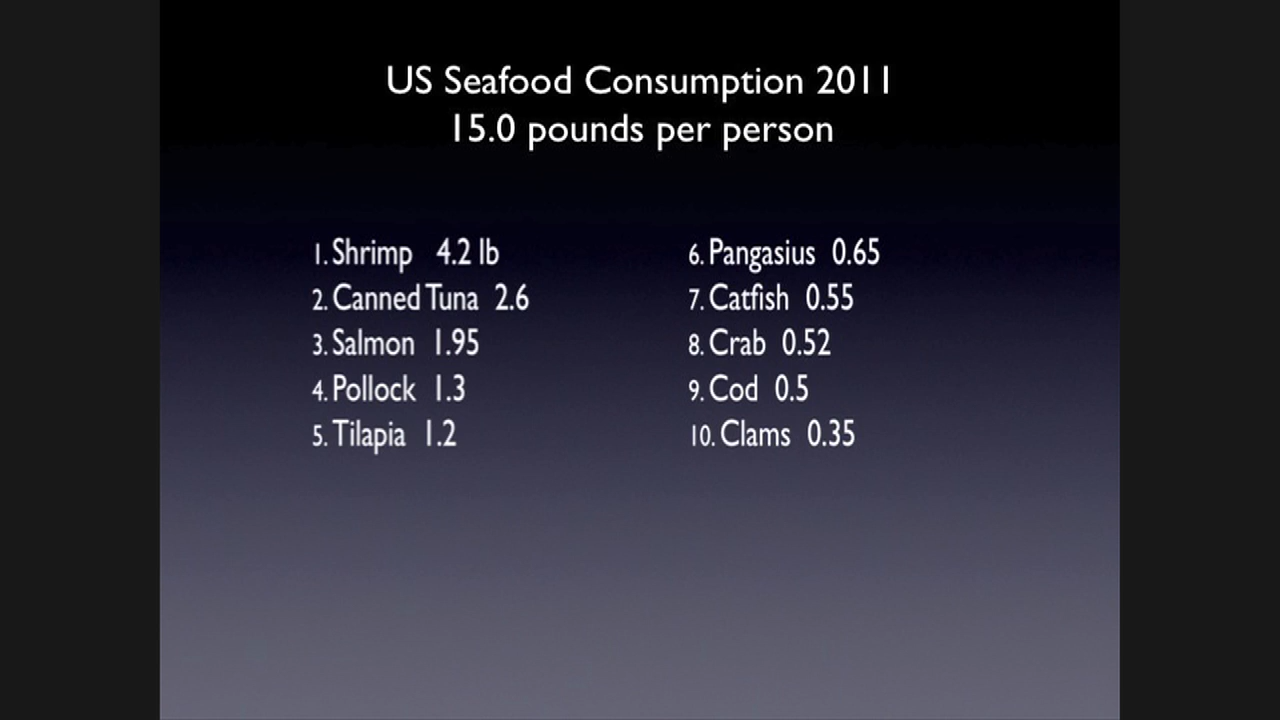 US Seafood Consumption 2011
15.0 pounds per person
1. Shrimp 4.2 lb
2. Canned Tuna 2.6
3. Salmon 1.95
4. Pollock 1.3
5. Tilapia 1.2
6. Pangasius 0.65
7. Catfish 0.55
8. Crab 0.52
9. Cod 0.5
10. Clams 0.35